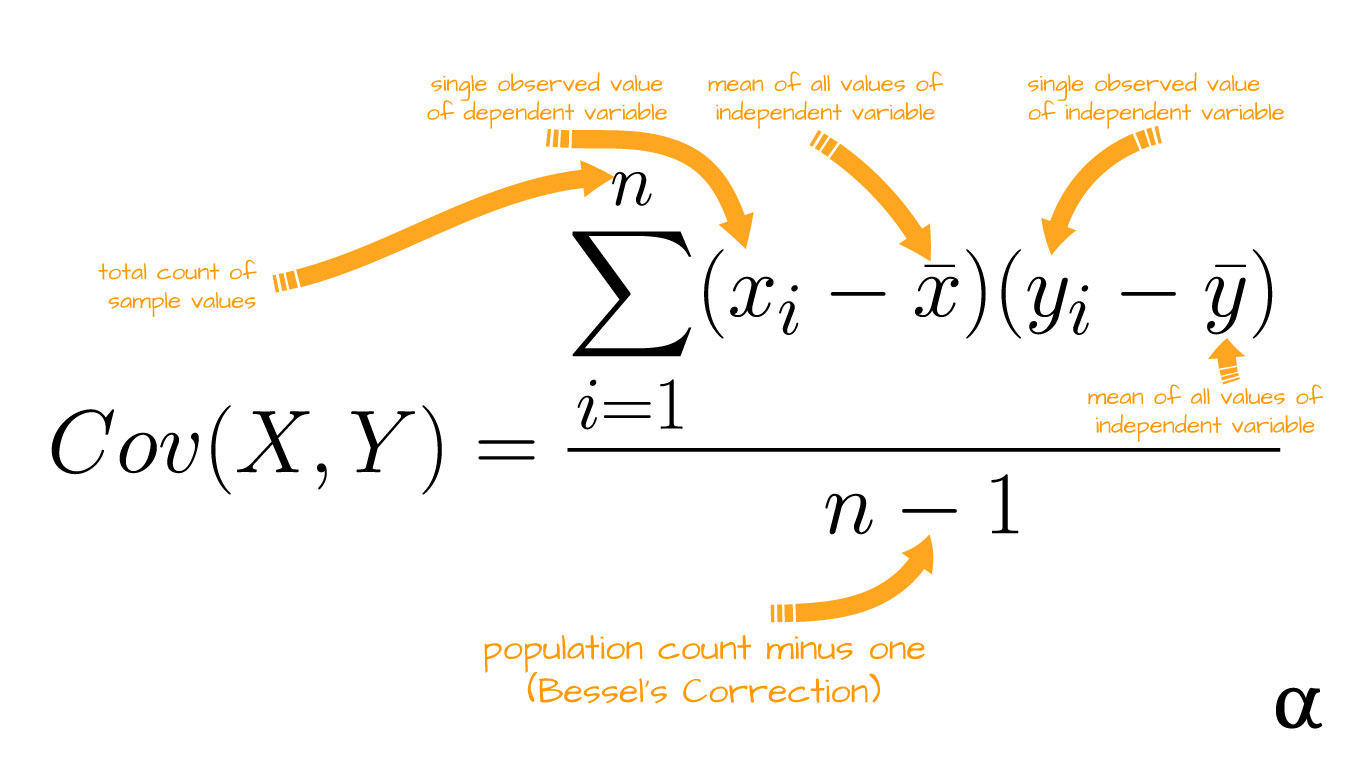 single observed value
of dependent variable
mean of all values of
independent variable
single observed value
of independent variable
total count of
sample values
n
∑(xᵢ − x̄)(yᵢ − ȳ)
i=1
mean of all values of
independent variable
Cov(X, Y) =
n − 1
population count minus one
(Bessel's Correction)
α